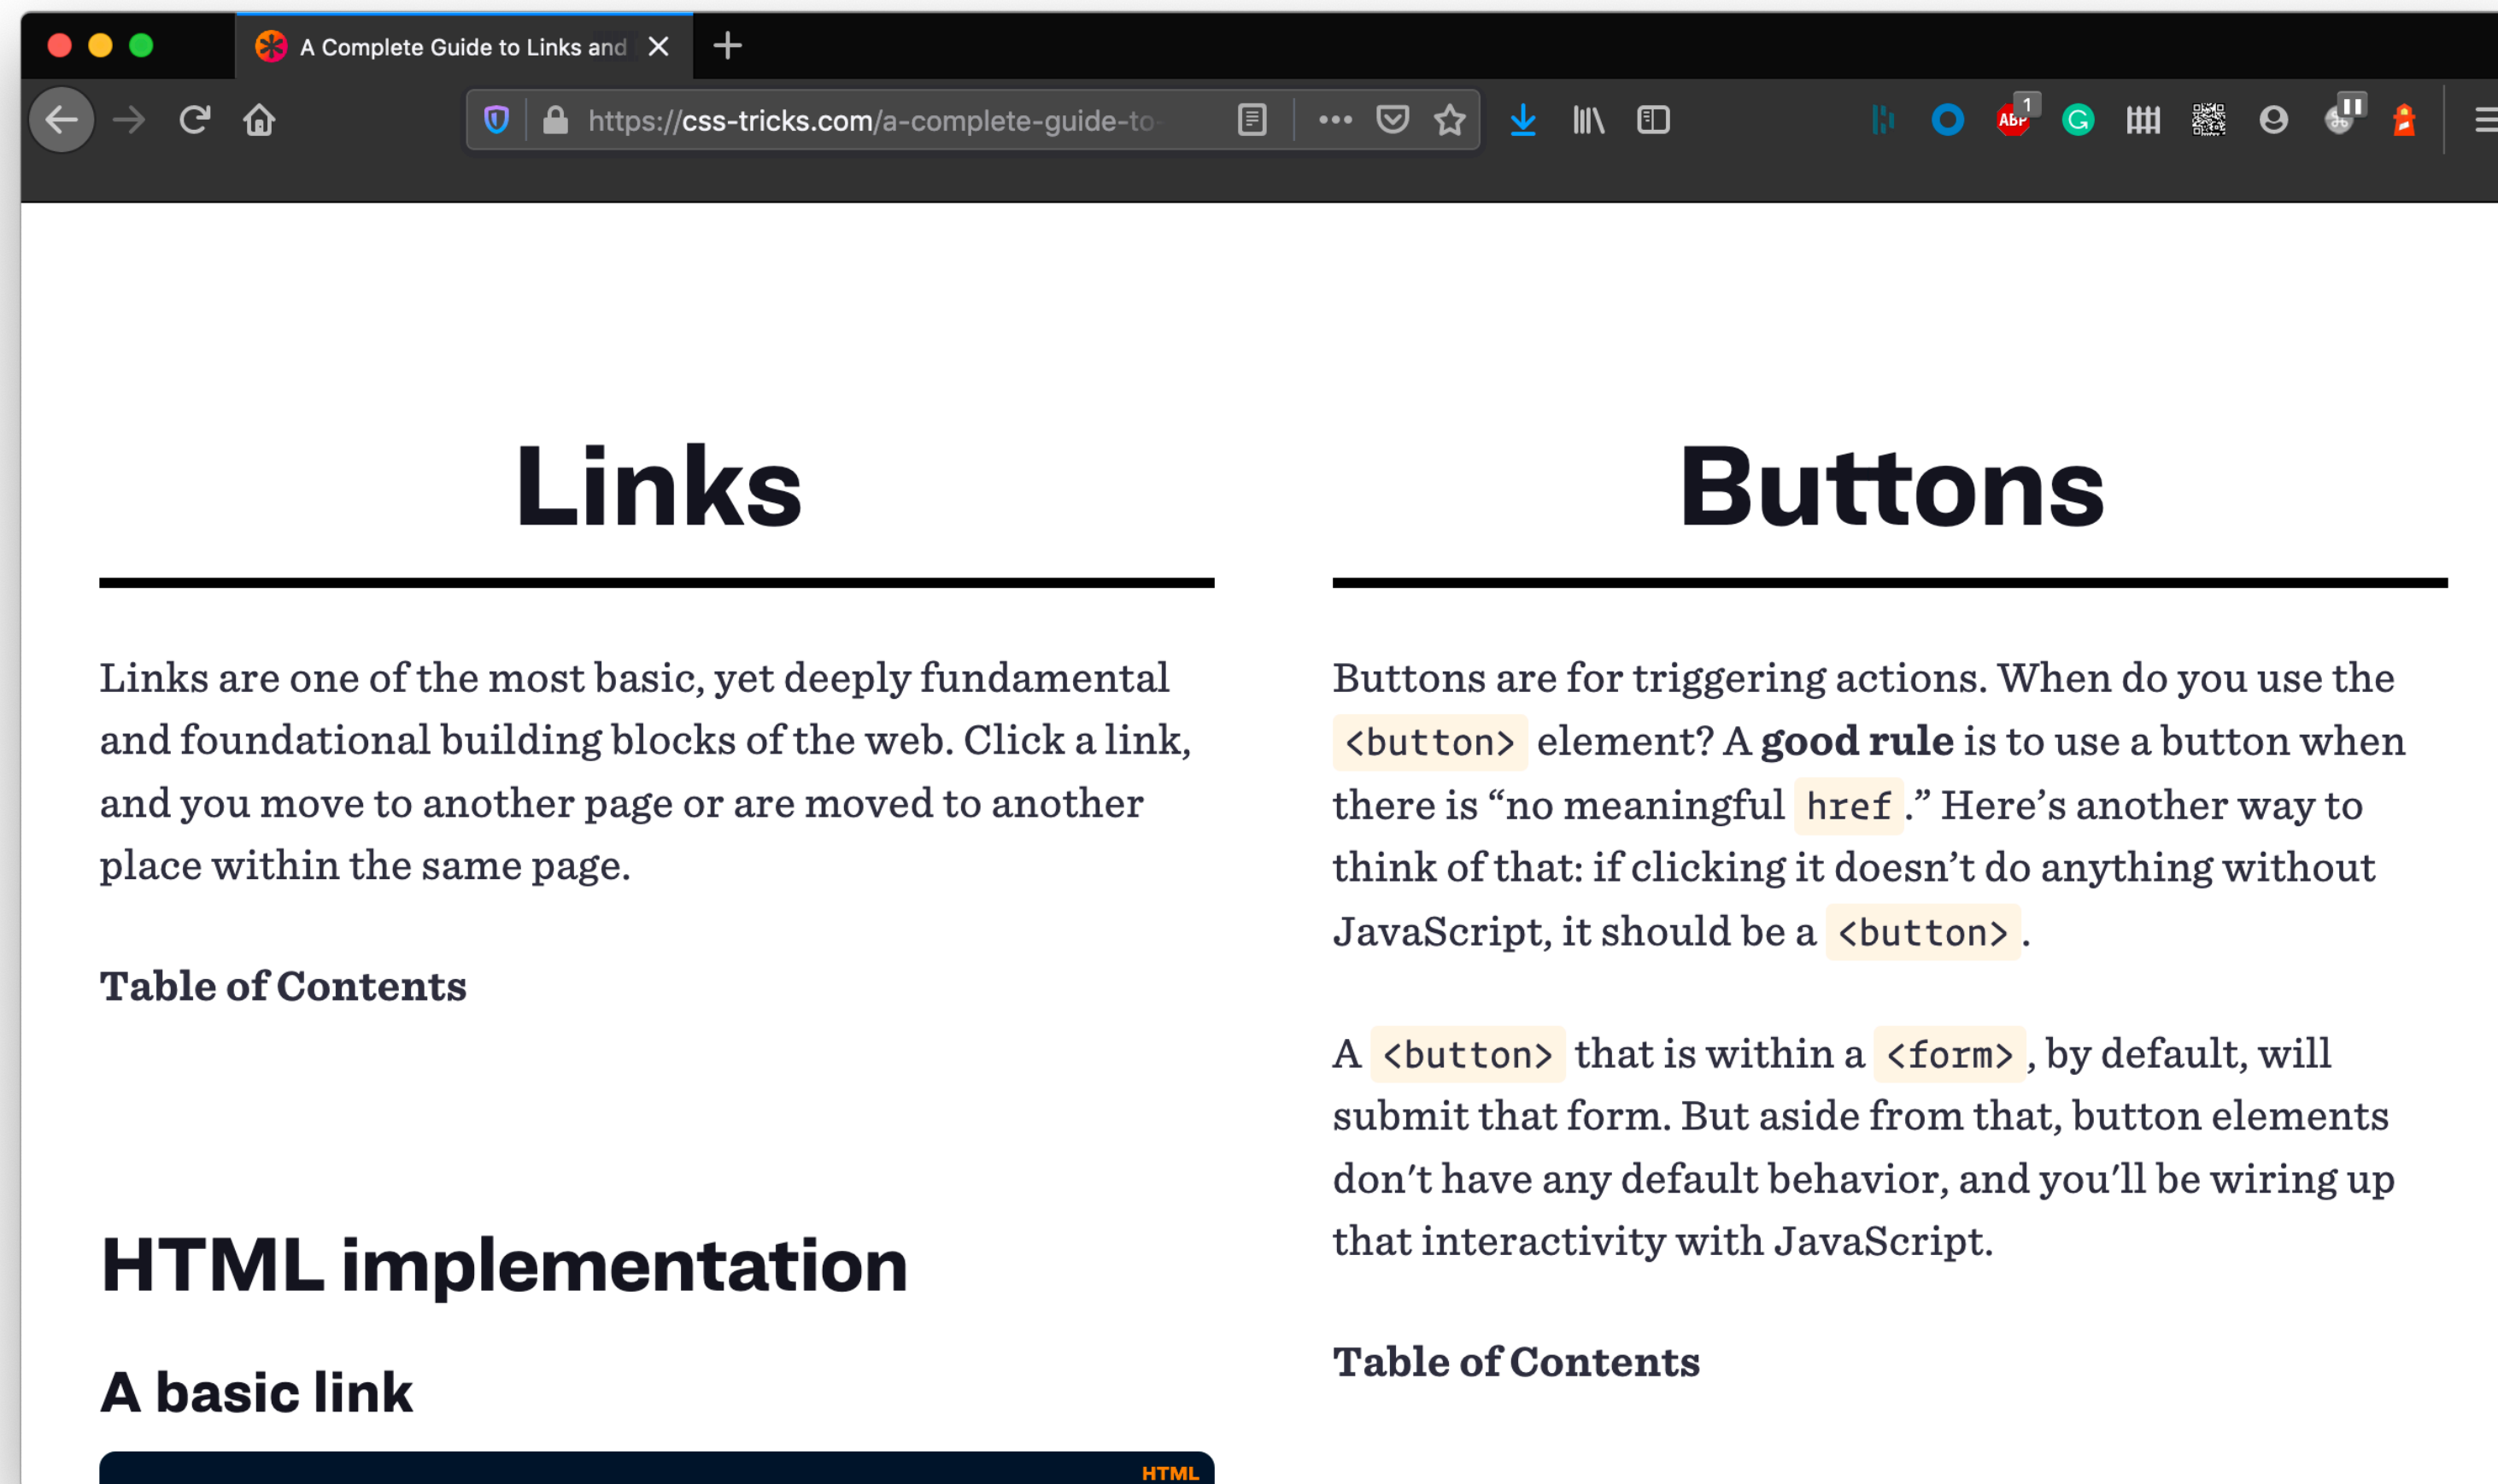 A Complete Guide to Links and
https://css-tricks.com/a-complete-guide-to-
ABP
1
Links
Links are one of the most basic, yet deeply fundamental
and foundational building blocks of the web. Click a link,
and you move to another page or are moved to another
place within the same page.
Table of Contents
HTML implementation
A basic link
HTML
Buttons
Buttons are for triggering actions. When do you use the
<button> element? A good rule is to use a button when
there is “no meaningful href.” Here’s another way to
think of that: if clicking it doesn’t do anything without
JavaScript, it should be a <button>.
A <button> that is within a <form>, by default, will
submit that form. But aside from that, button elements
don't have any default behavior, and you'll be wiring up
that interactivity with JavaScript.
Table of Contents